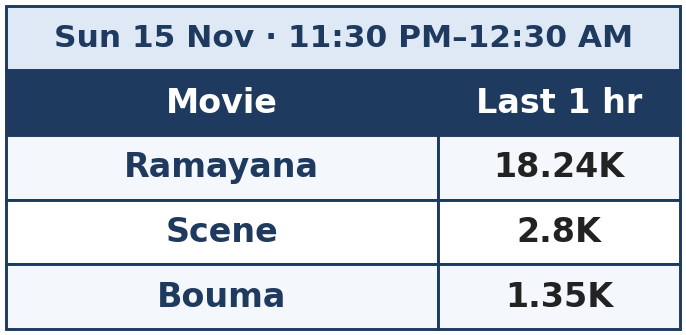 Sun 15 Nov · 11:30 PM–12:30 AM
Movie Last 1 hr
Ramayana 18.24K
Scene 2.8K
Bouma 1.35K